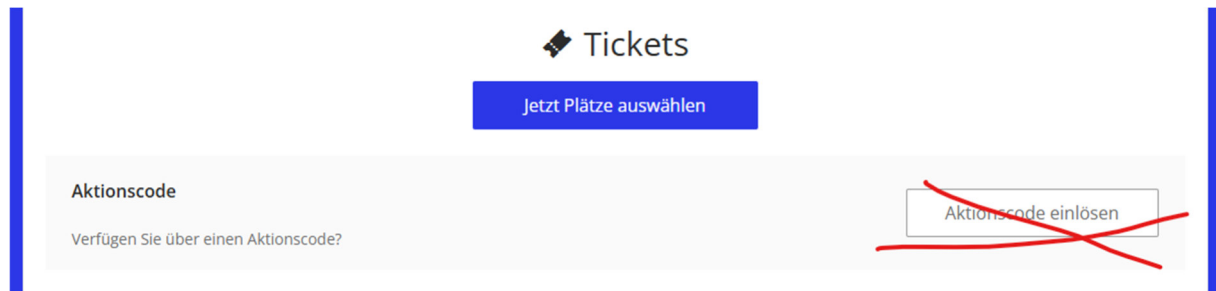 Tickets
Jetzt Plätze auswählen
Aktionscode
Aktionscode einlösen
Verfügen Sie über einen Aktionscode?